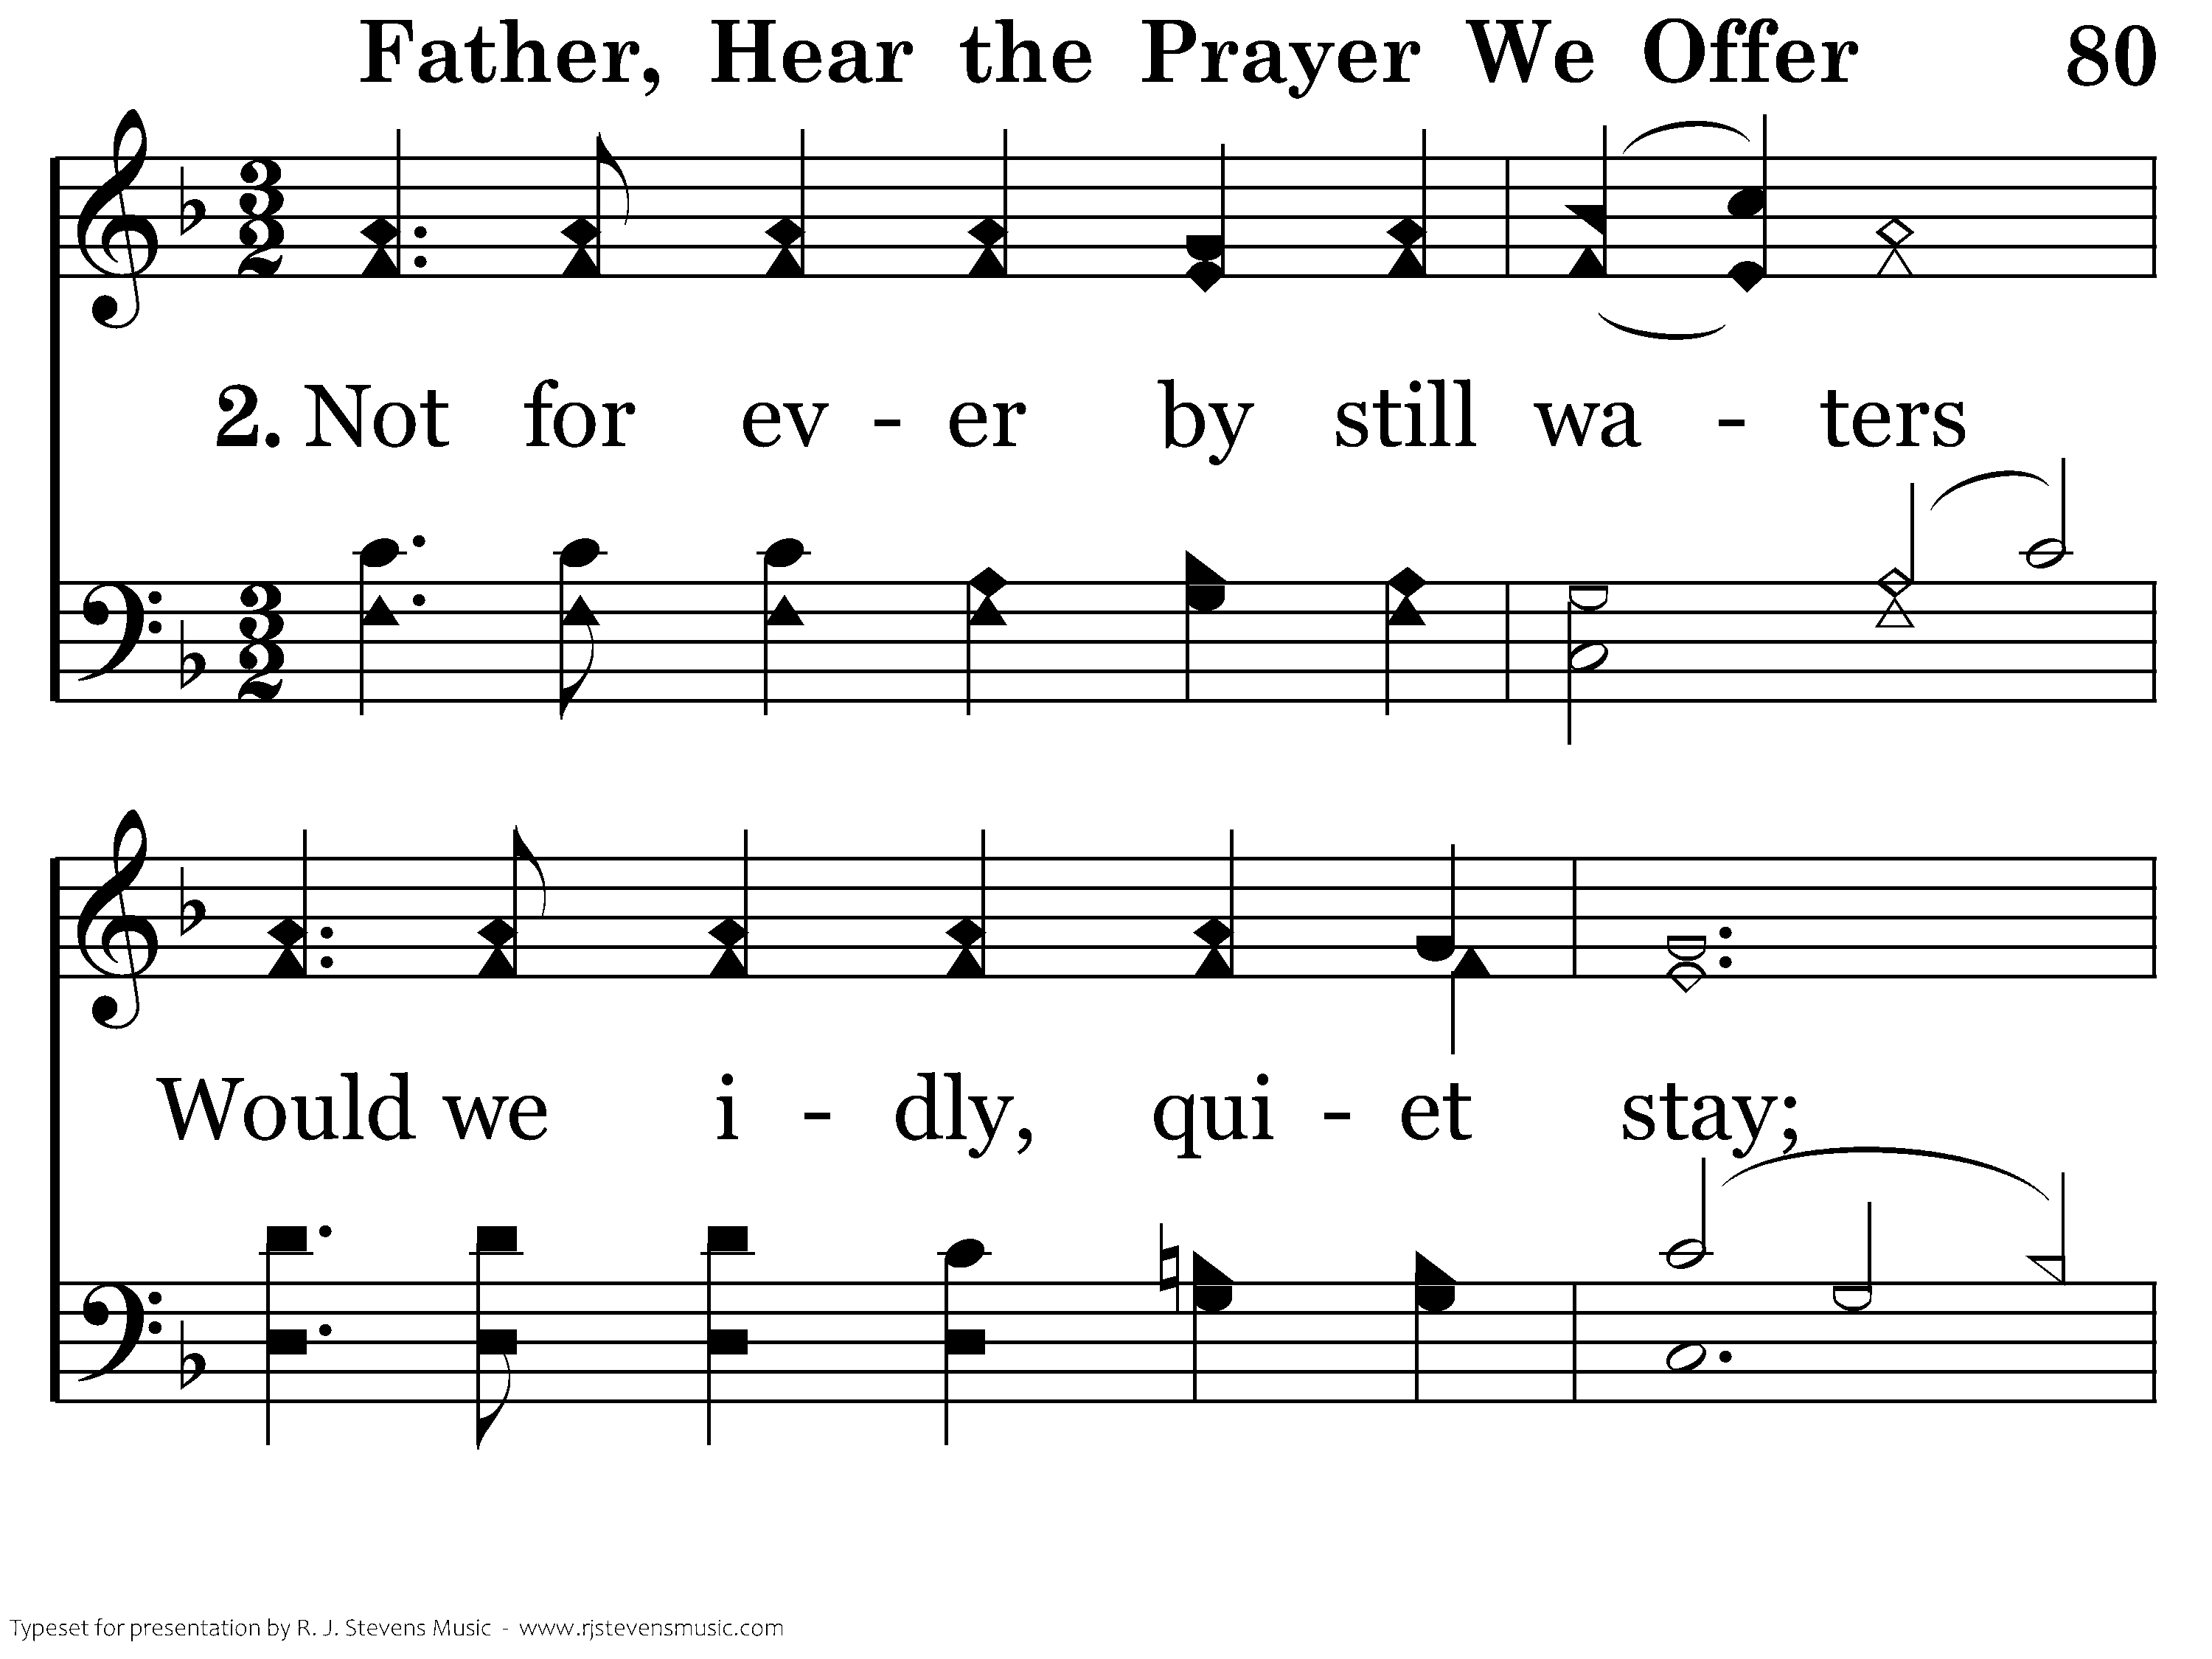 Father, Hear the Prayer We Offer 80
2. Not for ev - er by still wa - ters
Would we i - dly, qui - et stay;
Typeset for presentation by R. J. Stevens Music - www.rjstevensmusic.com